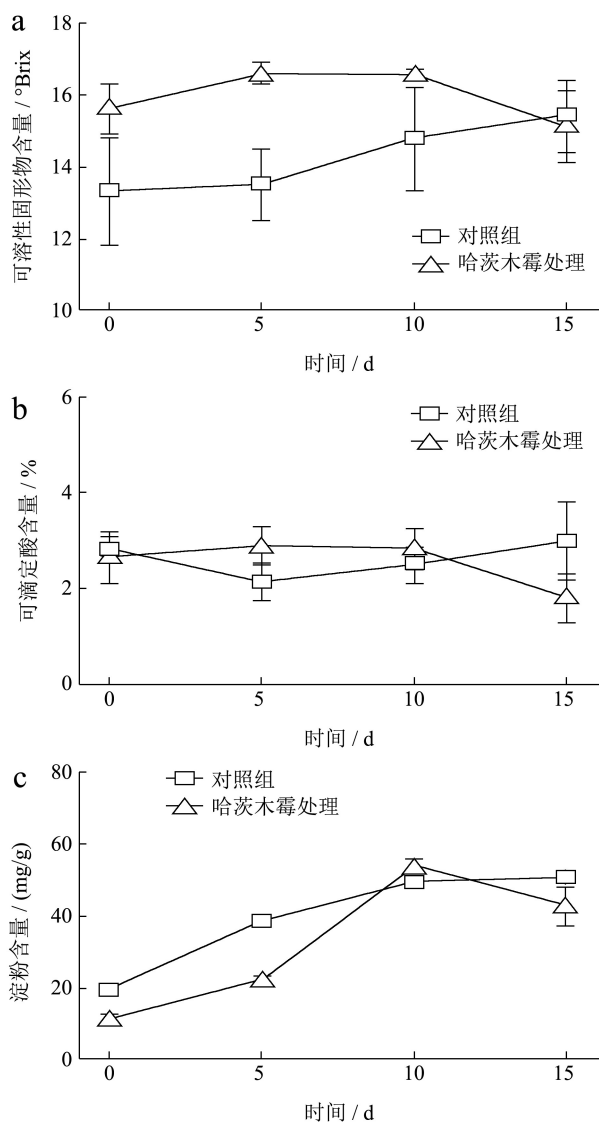 a
可溶性固形物含量 / °Brix
18
16
14
12
10
对照组
哈茨木霉处理
0 5 10 15
时间 / d
b
可滴定酸含量 / %
6
4
2
0
对照组
哈茨木霉处理
0 5 10 15
时间 / d
c
淀粉含量 / (mg/g)
80
60
40
20
0
对照组
哈茨木霉处理
0 5 10 15
时间 / d